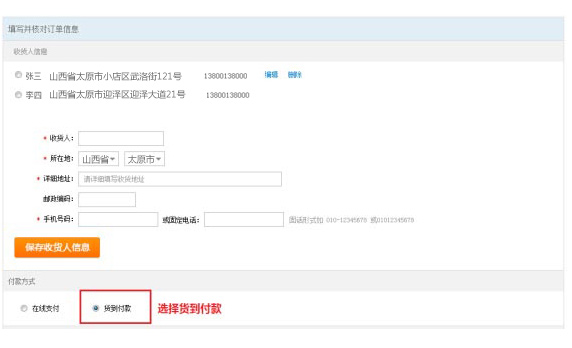 填写并核对订单信息
收货人信息
张三 山西省太原市小店区武洛街121号 13800138000 编辑 删除
李四 山西省太原市迎泽区迎泽大道21号 13800138000
* 收货人:
* 所在地: 山西省 太原市
* 详细地址: 请详细填写收货地址
邮政编码:
* 手机号码: 或固定电话: 固话形式如 010-12345678 或01012345678
保存收货人信息
付款方式
在线支付 货到付款 选择货到付款